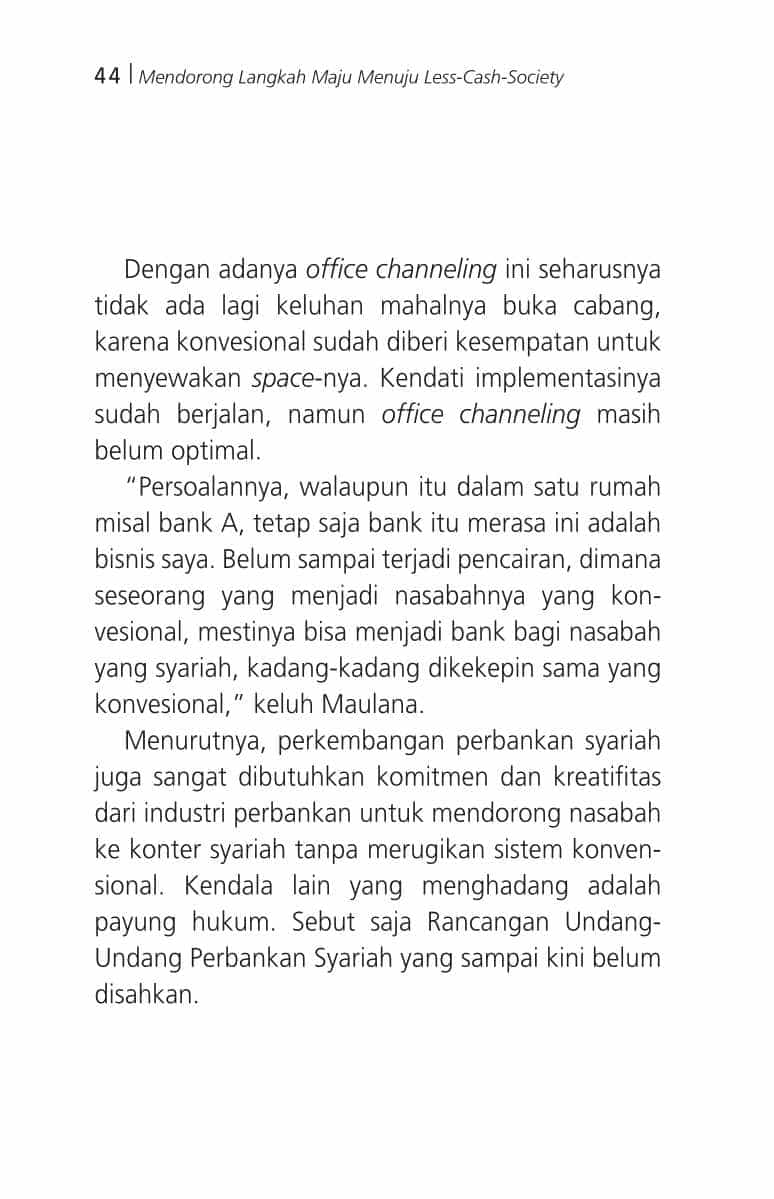 44 | Mendorong Langkah Maju Menuju Less-Cash-Society
Dengan adanya office channeling ini seharusnya
tidak ada lagi keluhan mahalnya buka cabang,
karena konvesional sudah diberi kesempatan untuk
menyewakan space-nya. Kendati implementasinya
sudah berjalan, namun office channeling masih
belum optimal.
“Persoalannya, walaupun itu dalam satu rumah
misal bank A, tetap saja bank itu merasa ini adalah
bisnis saya. Belum sampai terjadi pencairan, dimana
seseorang yang menjadi nasabahnya yang kon-
vesional, mestinya bisa menjadi bank bagi nasabah
yang syariah, kadang-kadang dikekepin sama yang
konvesional,” keluh Maulana.
Menurutnya, perkembangan perbankan syariah
juga sangat dibutuhkan komitmen dan kreatifitas
dari industri perbankan untuk mendorong nasabah
ke konter syariah tanpa merugikan sistem konven-
sional. Kendala lain yang menghadang adalah
payung hukum. Sebut saja Rancangan Undang-
Undang Perbankan Syariah yang sampai kini belum
disahkan.